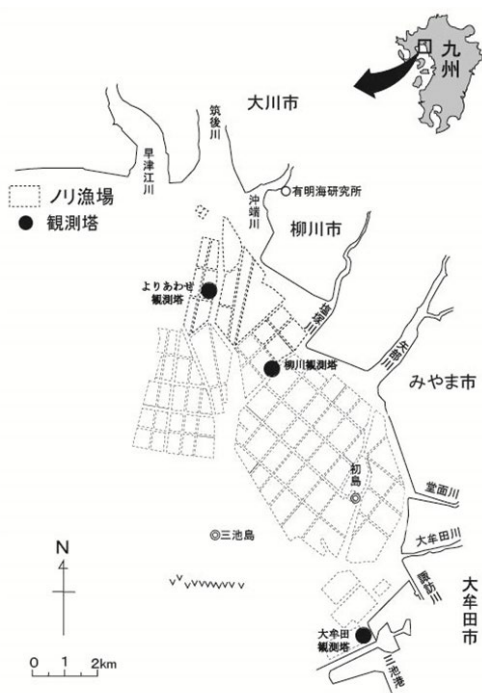 九州
大川市
筑後川
早津江川
ノリ漁場
観測塔
沖端川
有明海研究所
柳川市
よりあわせ
観測塔
塩塚川
矢部川
柳川観測塔
みやま市
初島
堂面川
三池島
大牟田川
N
諏訪川
大牟田市
大牟田
観測塔
三池港
0 1 2km